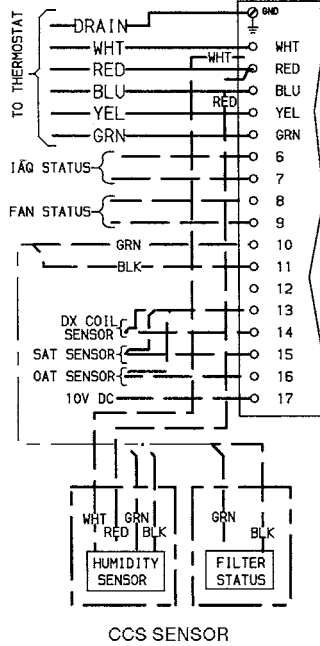 TO THERMOSTAT
DRAIN GND
WHT WHT
WHT
RED RED
BLU BLU
RED
YEL YEL
GRN GRN
IAQ STATUS 6
7
FAN STATUS 8
9
GRN 10
BLK 11
12
13
DX COIL
SENSOR 14
SAT SENSOR 15
OAT SENSOR 16
10V DC 17
WHT GRN GRN
RED BLK BLK
HUMIDITY
SENSOR
FILTER
STATUS
CCS SENSOR